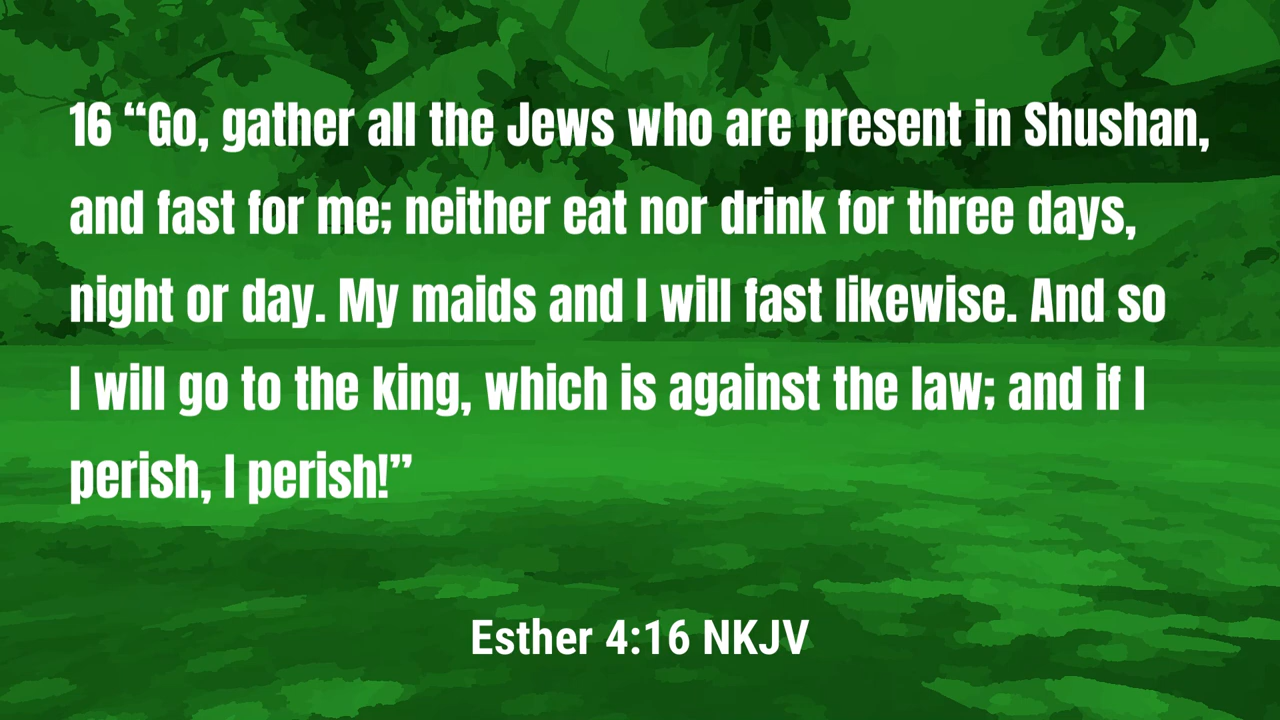 16 “Go, gather all the Jews who are present in Shushan,
and fast for me; neither eat nor drink for three days,
night or day. My maids and I will fast likewise. And so
I will go to the king, which is against the law; and if I
perish, I perish!”
Esther 4:16 NKJV